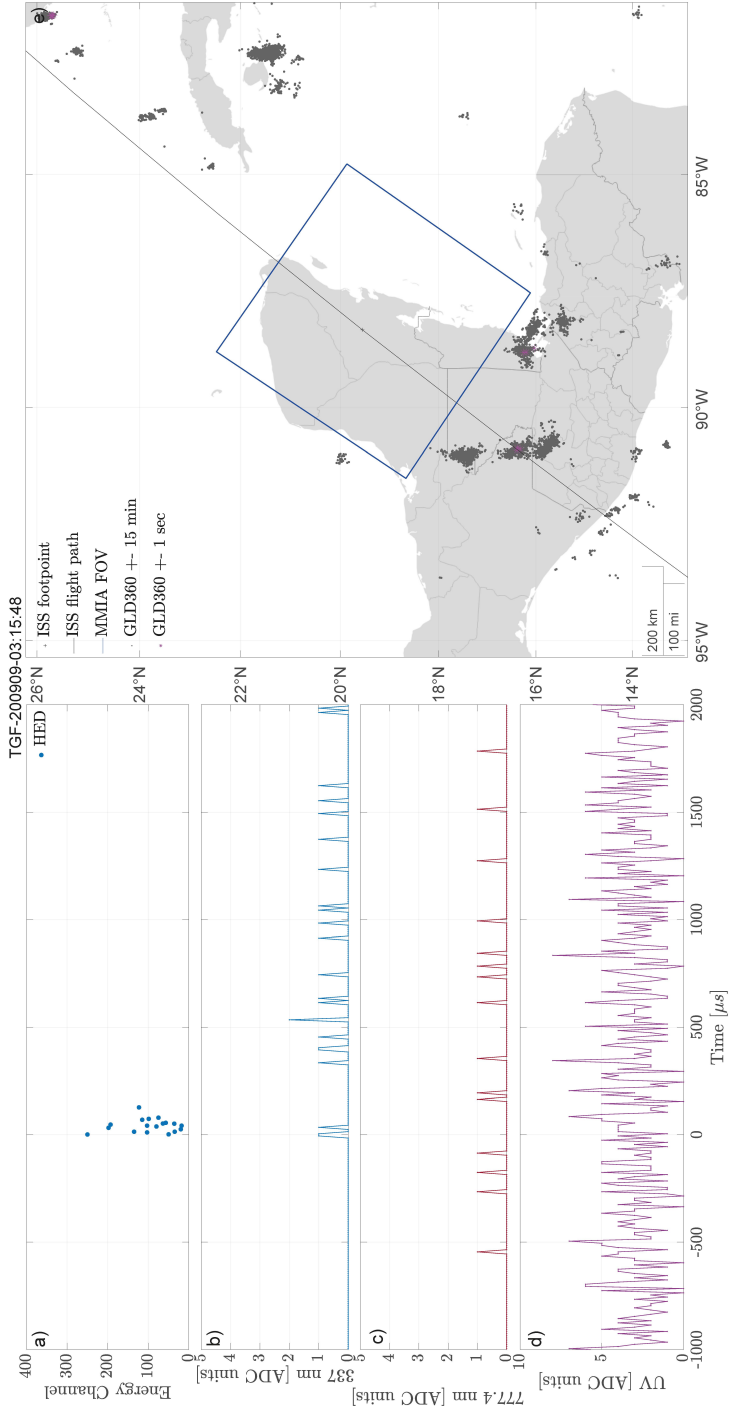 TGF-200909-03:15:48
a)
HED
400
300
200
100
0
Energy Channel
b)
5
4
3
2
1
0
337 nm [ADC units]
c)
5
4
3
2
1
0
777.4 nm [ADC units]
d)
10
5
0
UV [ADC units]
-1000
-500
0
500
1000
1500
2000
Time [μs]
e)
ISS footpoint
ISS flight path
MMIA FOV
GLD360 +- 15 min
GLD360 +- 1 sec
26°N
24°N
22°N
20°N
18°N
16°N
14°N
200 km
100 mi
95°W
90°W
85°W